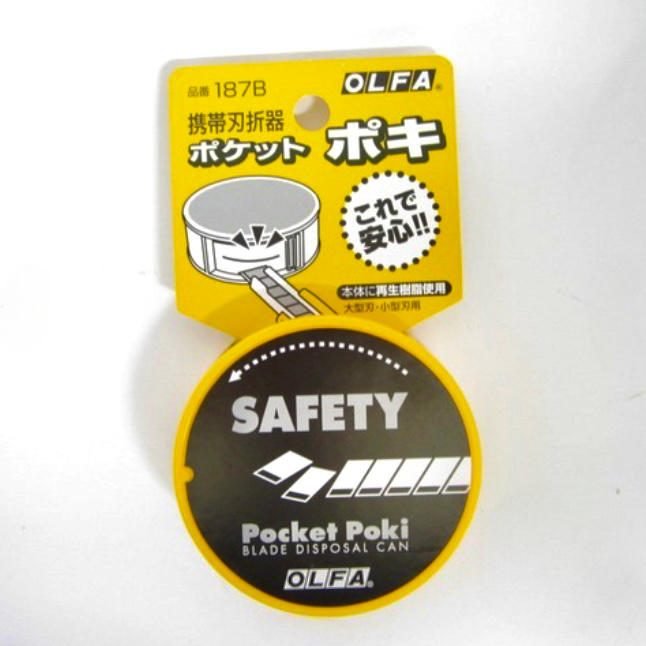 品番 187B
OLFA®
携帯刃折器
ポケット ポキ
これで
安心!!
本体に再生樹脂使用
大型刃・小型刃用
SAFETY
Pocket Poki
BLADE DISPOSAL CAN
OLFA®